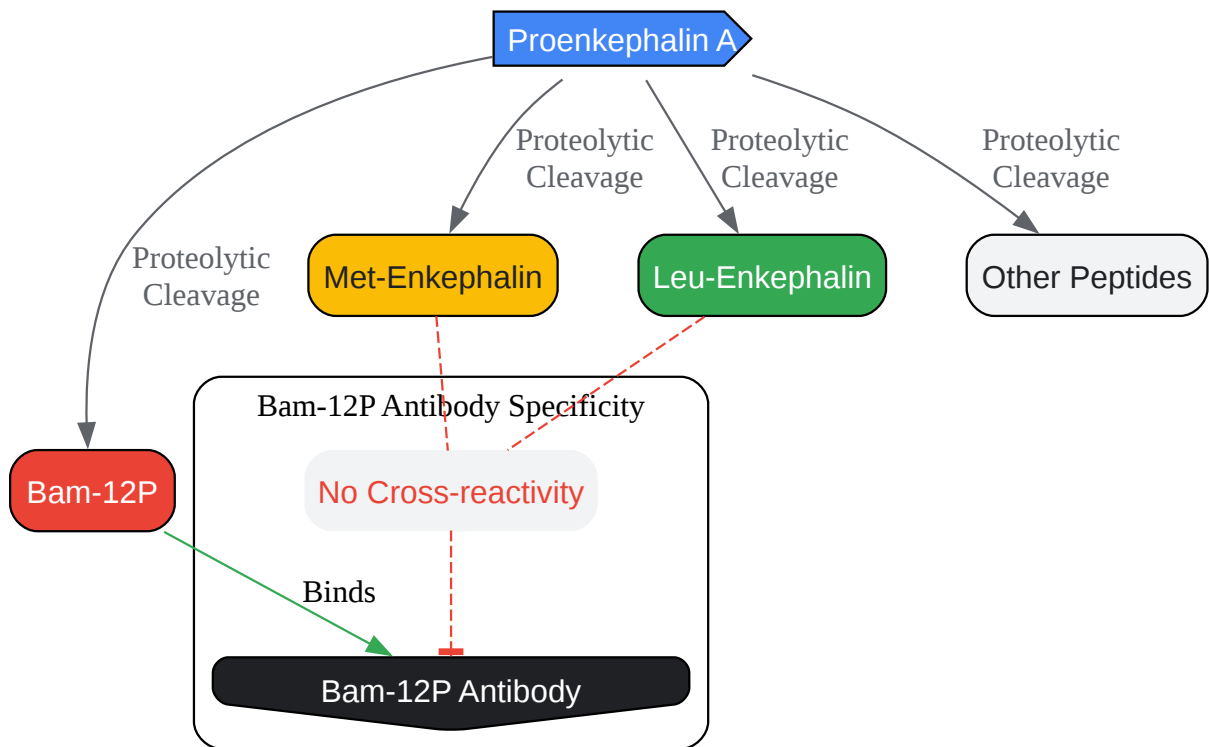 Proenkephalin A
Proteolytic
Cleavage
Proteolytic
Cleavage
Proteolytic
Cleavage
Proteolytic
Cleavage
Met-Enkephalin
Leu-Enkephalin
Other Peptides
Bam-12P Antibody Specificity
Bam-12P
No Cross-reactivity
Binds
Bam-12P Antibody